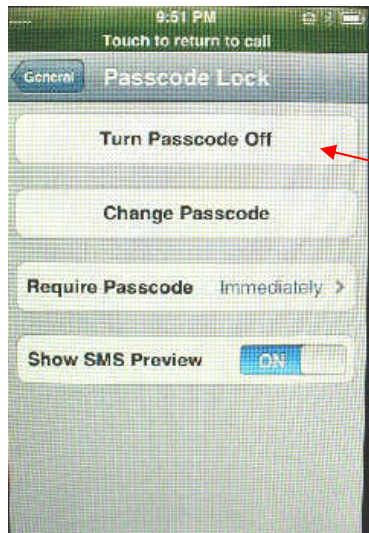 9:51 PM
Touch to return to call
General
Passcode Lock
Turn Passcode Off
Change Passcode
Require Passcode Immediately
Show SMS Preview ON